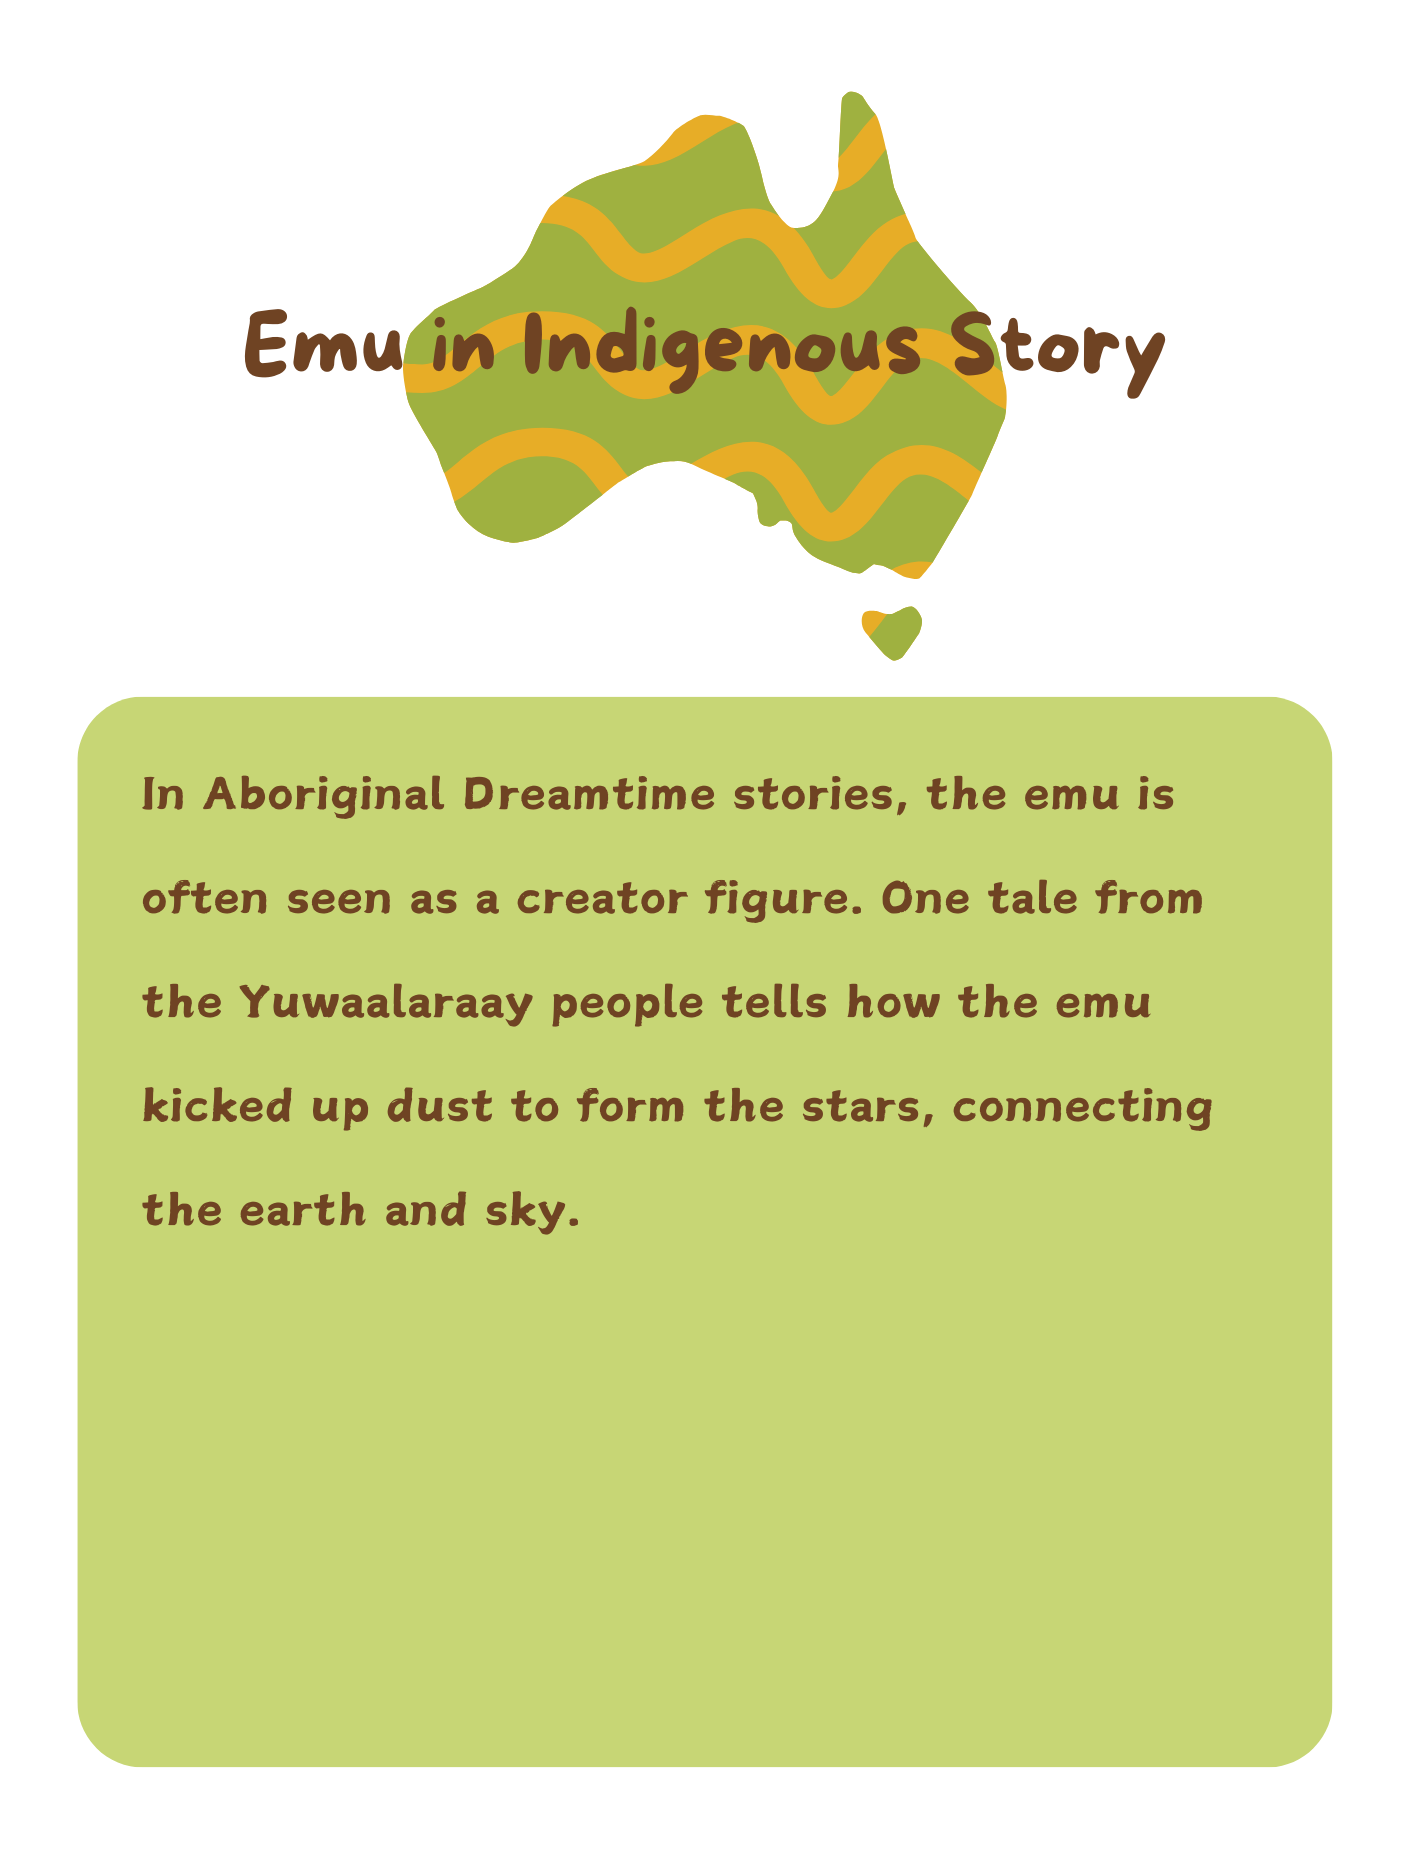 Emu in Indigenous Story
In Aboriginal Dreamtime stories, the emu is
often seen as a creator figure. One tale from
the Yuwaalaraay people tells how the emu
kicked up dust to form the stars, connecting
the earth and sky.